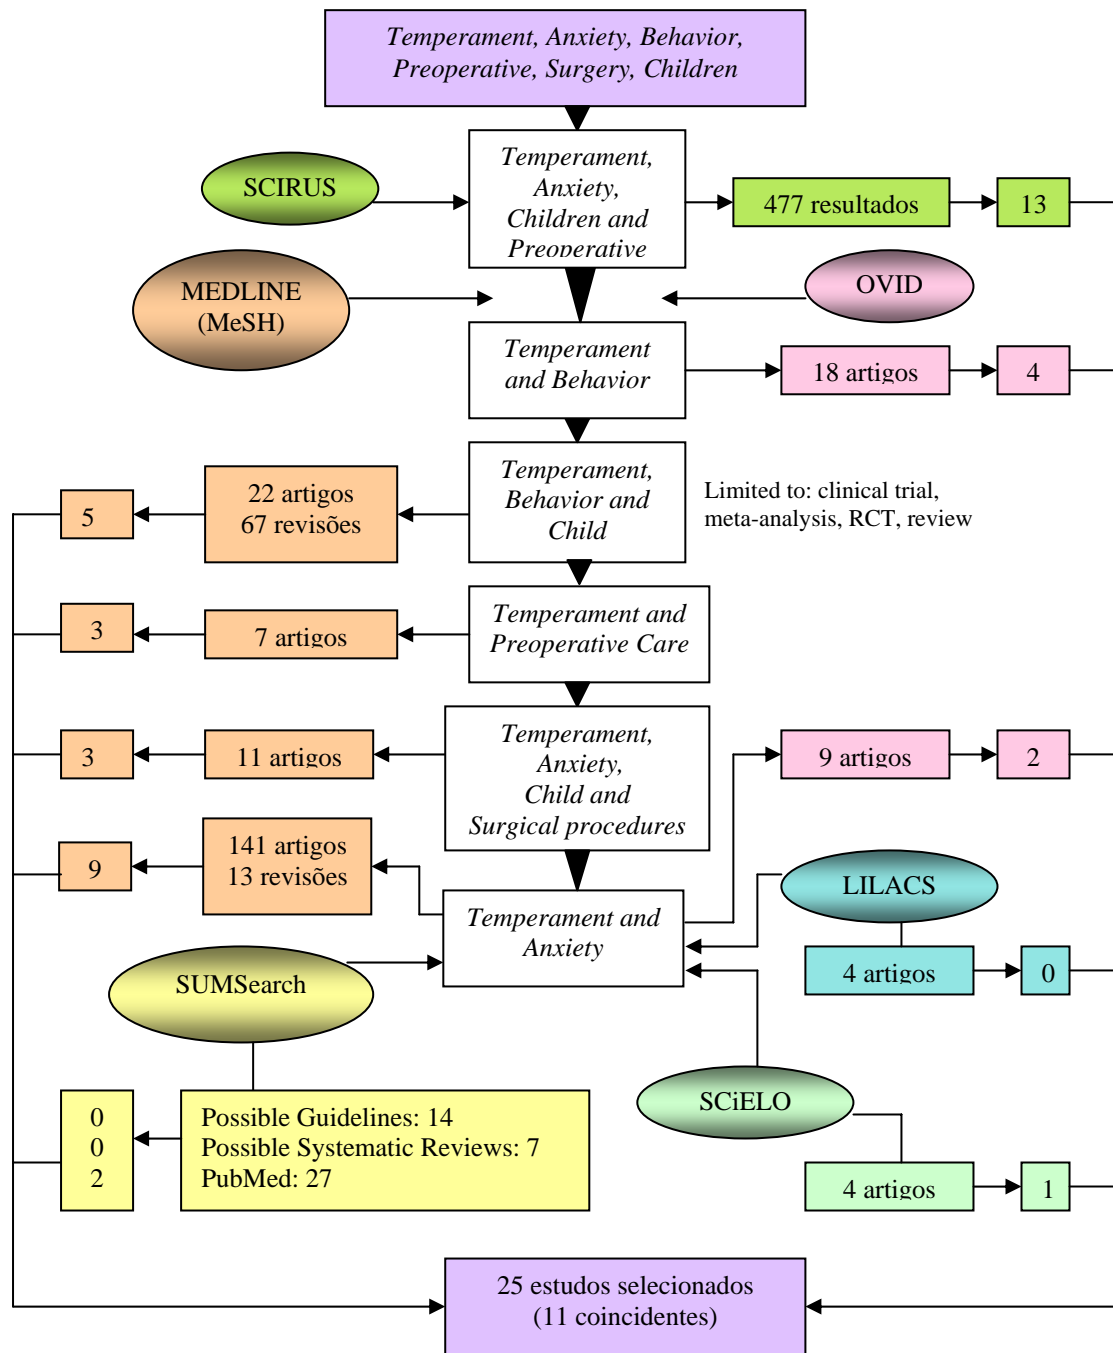 Temperament, Anxiety, Behavior,
Preoperative, Surgery, Children
SCIRUS
Temperament,
Anxiety,
Children and
Preoperative
477 resultados
13
MEDLINE
(MeSH)
OVID
Temperament
and Behavior
18 artigos
4
5
22 artigos
67 revisões
Temperament,
Behavior and
Child
Limited to: clinical trial,
meta-analysis, RCT, review
3
7 artigos
Temperament and
Preoperative Care
3
11 artigos
Temperament,
Anxiety,
Child and
Surgical procedures
9 artigos
2
9
141 artigos
13 revisões
Temperament and
Anxiety
LILACS
4 artigos
0
SUMSearch
0
0
2
Possible Guidelines: 14
Possible Systematic Reviews: 7
PubMed: 27
SCiELO
4 artigos
1
25 estudos selecionados
(11 coincidentes)